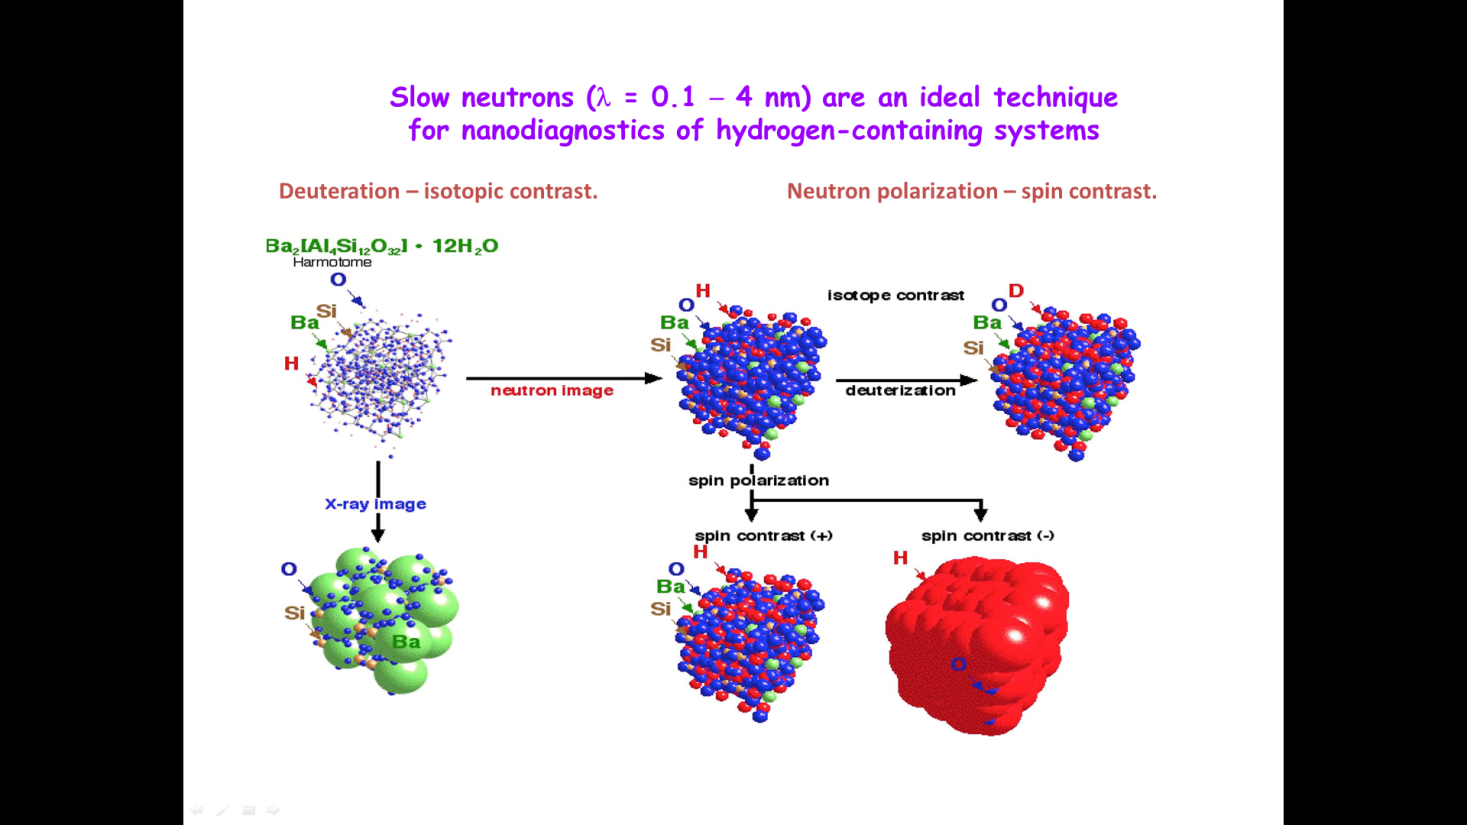 Slow neutrons (λ = 0.1 – 4 nm) are an ideal technique
for nanodiagnostics of hydrogen-containing systems
Deuteration – isotopic contrast.
Neutron polarization – spin contrast.
Ba2[Al4Si12O32] • 12H2O
Harmotome
O
Si
Ba
H
neutron image
H
O
Ba
Si
isotope contrast
deuterization
D
O
Ba
Si
X-ray image
O
Si
Ba
spin polarization
spin contrast (+)
H
O
Ba
Si
spin contrast (-)
H
O